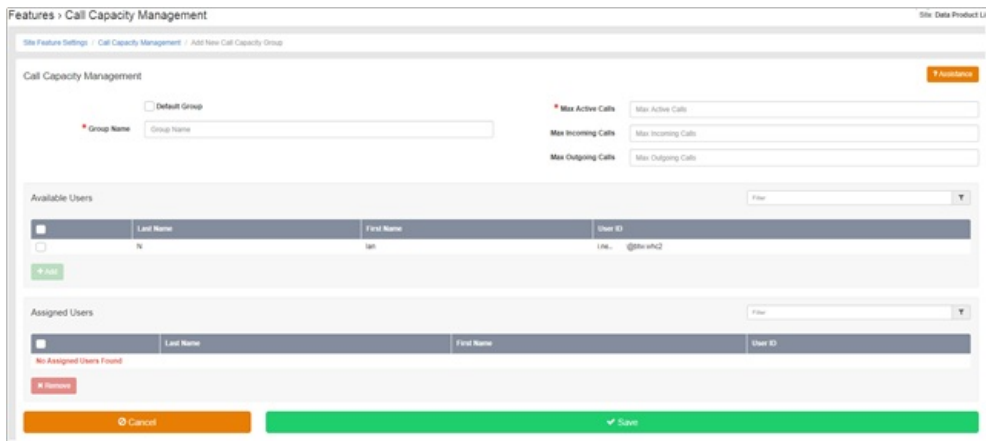 Features > Call Capacity Management
Site: Data Product Li
Site Feature Settings / Call Capacity Management / Add New Call Capacity Group
Call Capacity Management
? Assistance
Default Group
* Group Name
Group Name
* Max Active Calls
Max Active Calls
Max Incoming Calls
Max Incoming Calls
Max Outgoing Calls
Max Outgoing Calls
Available Users
Filter
Last Name First Name User ID
N Ian i.ne... @btw.whc2
+ Add
Assigned Users
Filter
Last Name First Name User ID
No Assigned Users Found
✖ Remove
Cancel
✔ Save